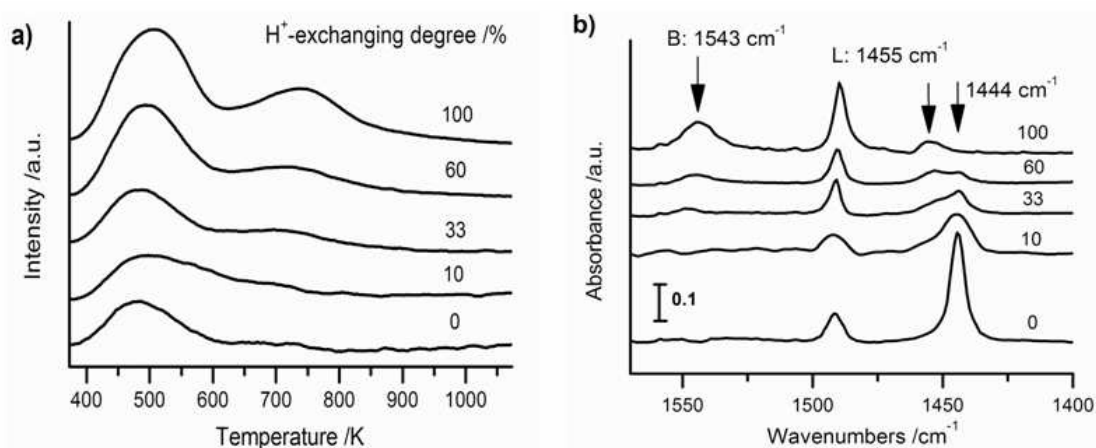 a)
H⁺-exchanging degree /%
100
60
33
10
0
Intensity /a.u.
400 500 600 700 800 900 1000
Temperature /K
b)
B: 1543 cm⁻¹
L: 1455 cm⁻¹
1444 cm⁻¹
100
60
33
10
0
0.1
Absorbance /a.u.
1550 1500 1450 1400
Wavenumbers /cm⁻¹